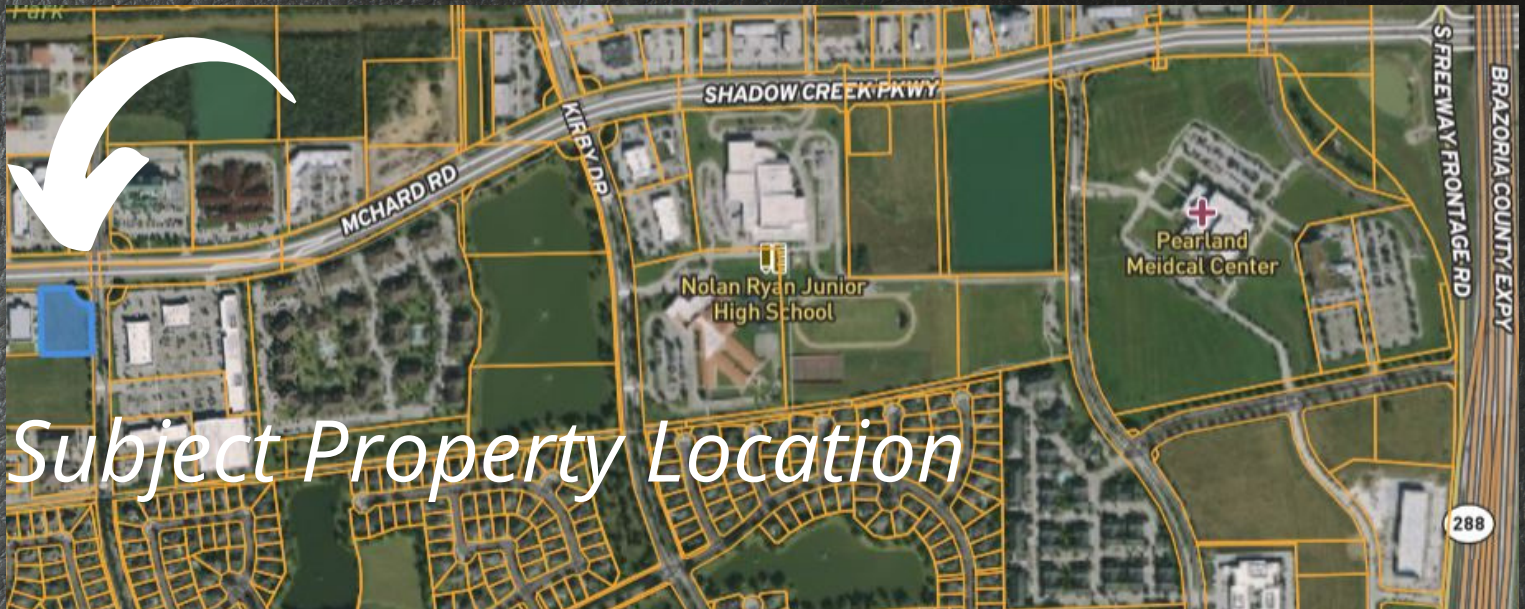 Park
SHADOW CREEK PKWY
KIRBY DR
MCHARD RD
S FREEWAY FRONTAGE RD
BRAZORIA COUNTY EXPY
Pearland
Meidcal Center
Nolan Ryan Junior
High School
Subject Property Location
288